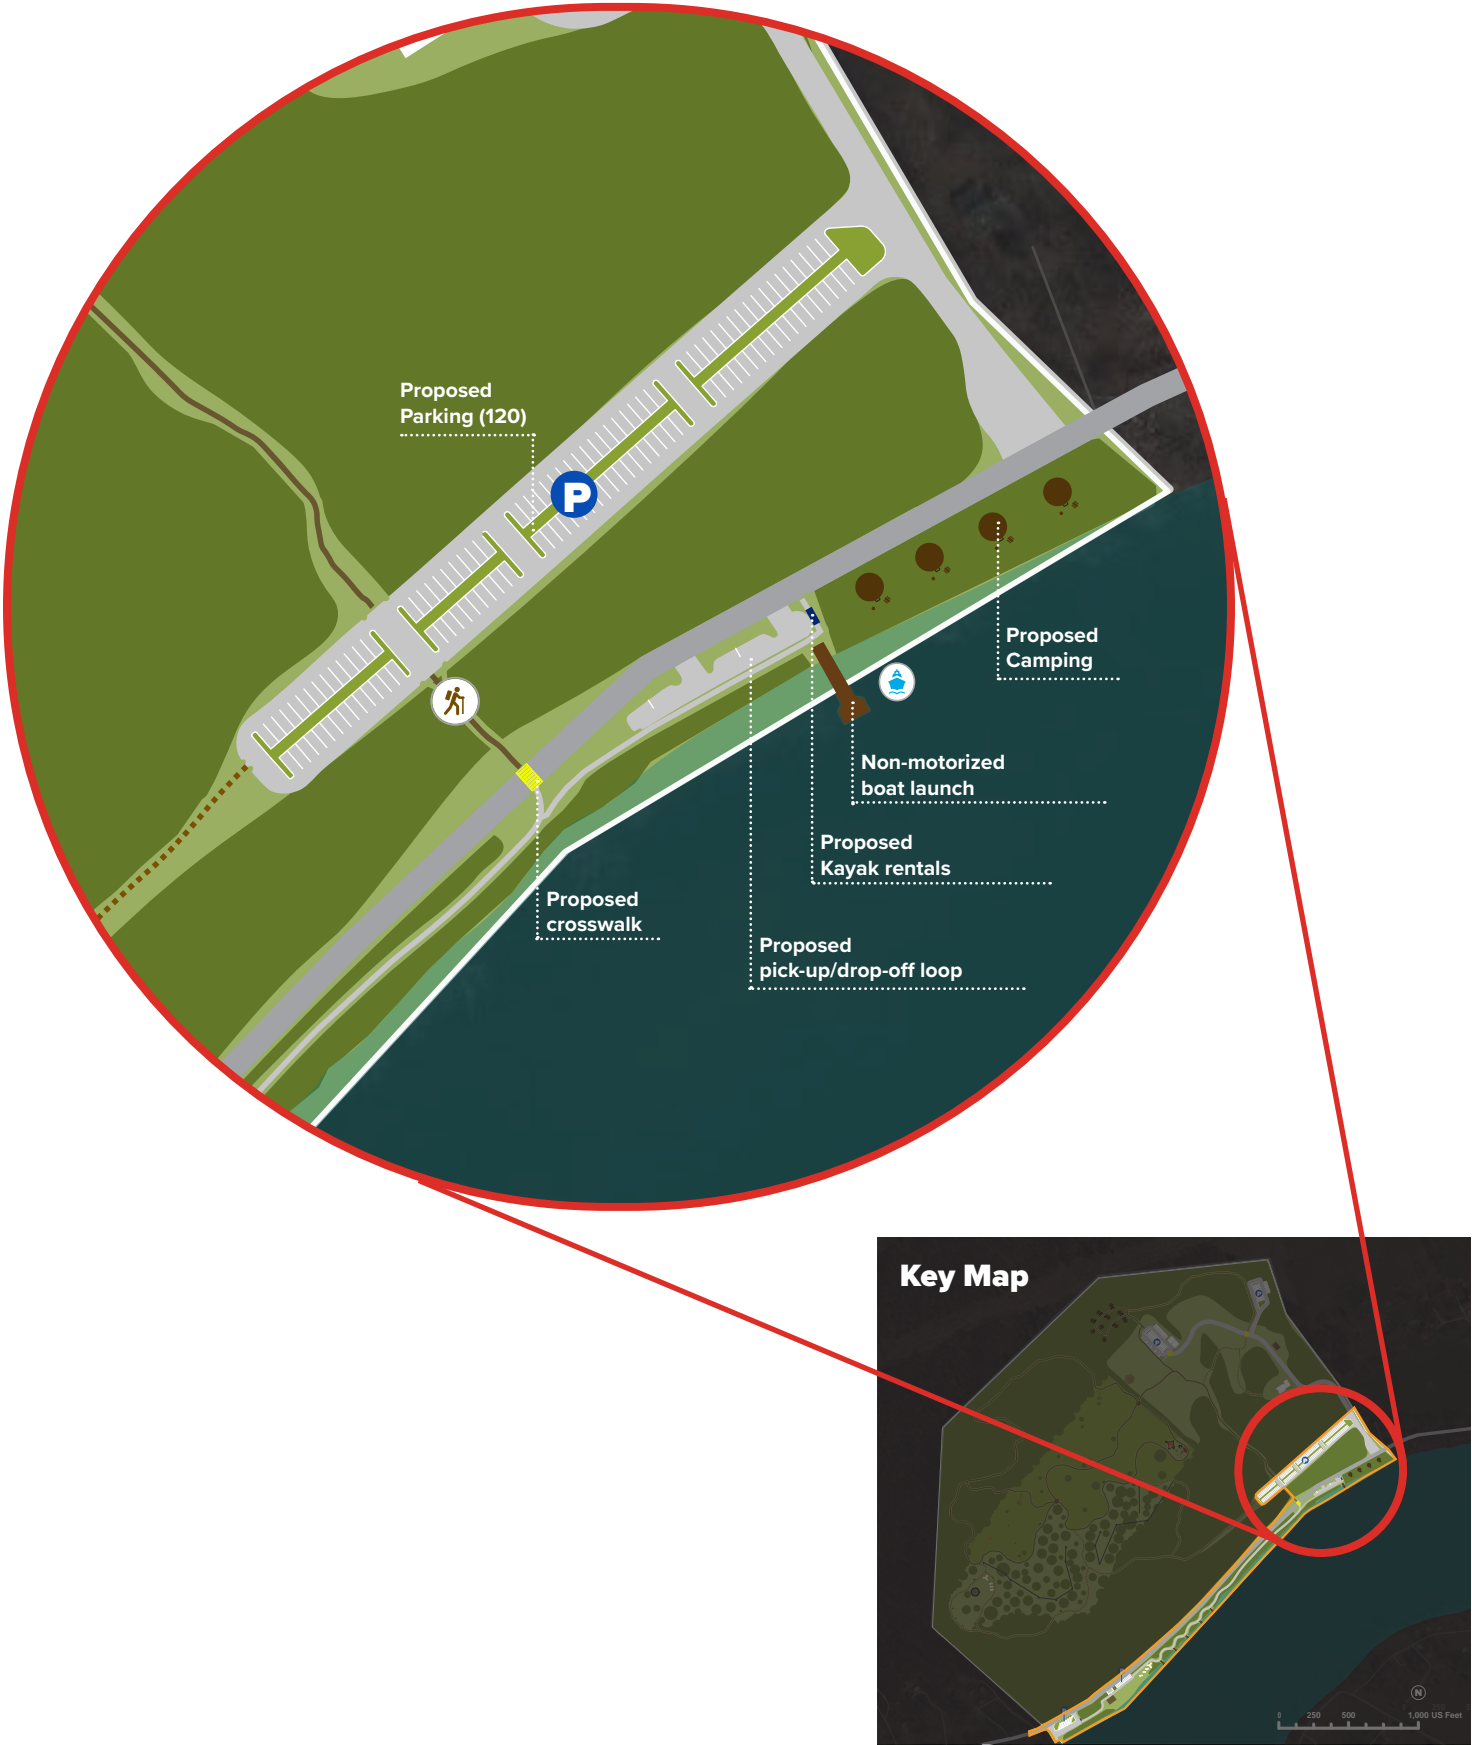 Proposed
Parking (120)
P
Proposed
Camping
Non-motorized
boat launch
Proposed
Kayak rentals
Proposed
crosswalk
Proposed
pick-up/drop-off loop
Key Map
N
0 250 500 1,000 US Feet